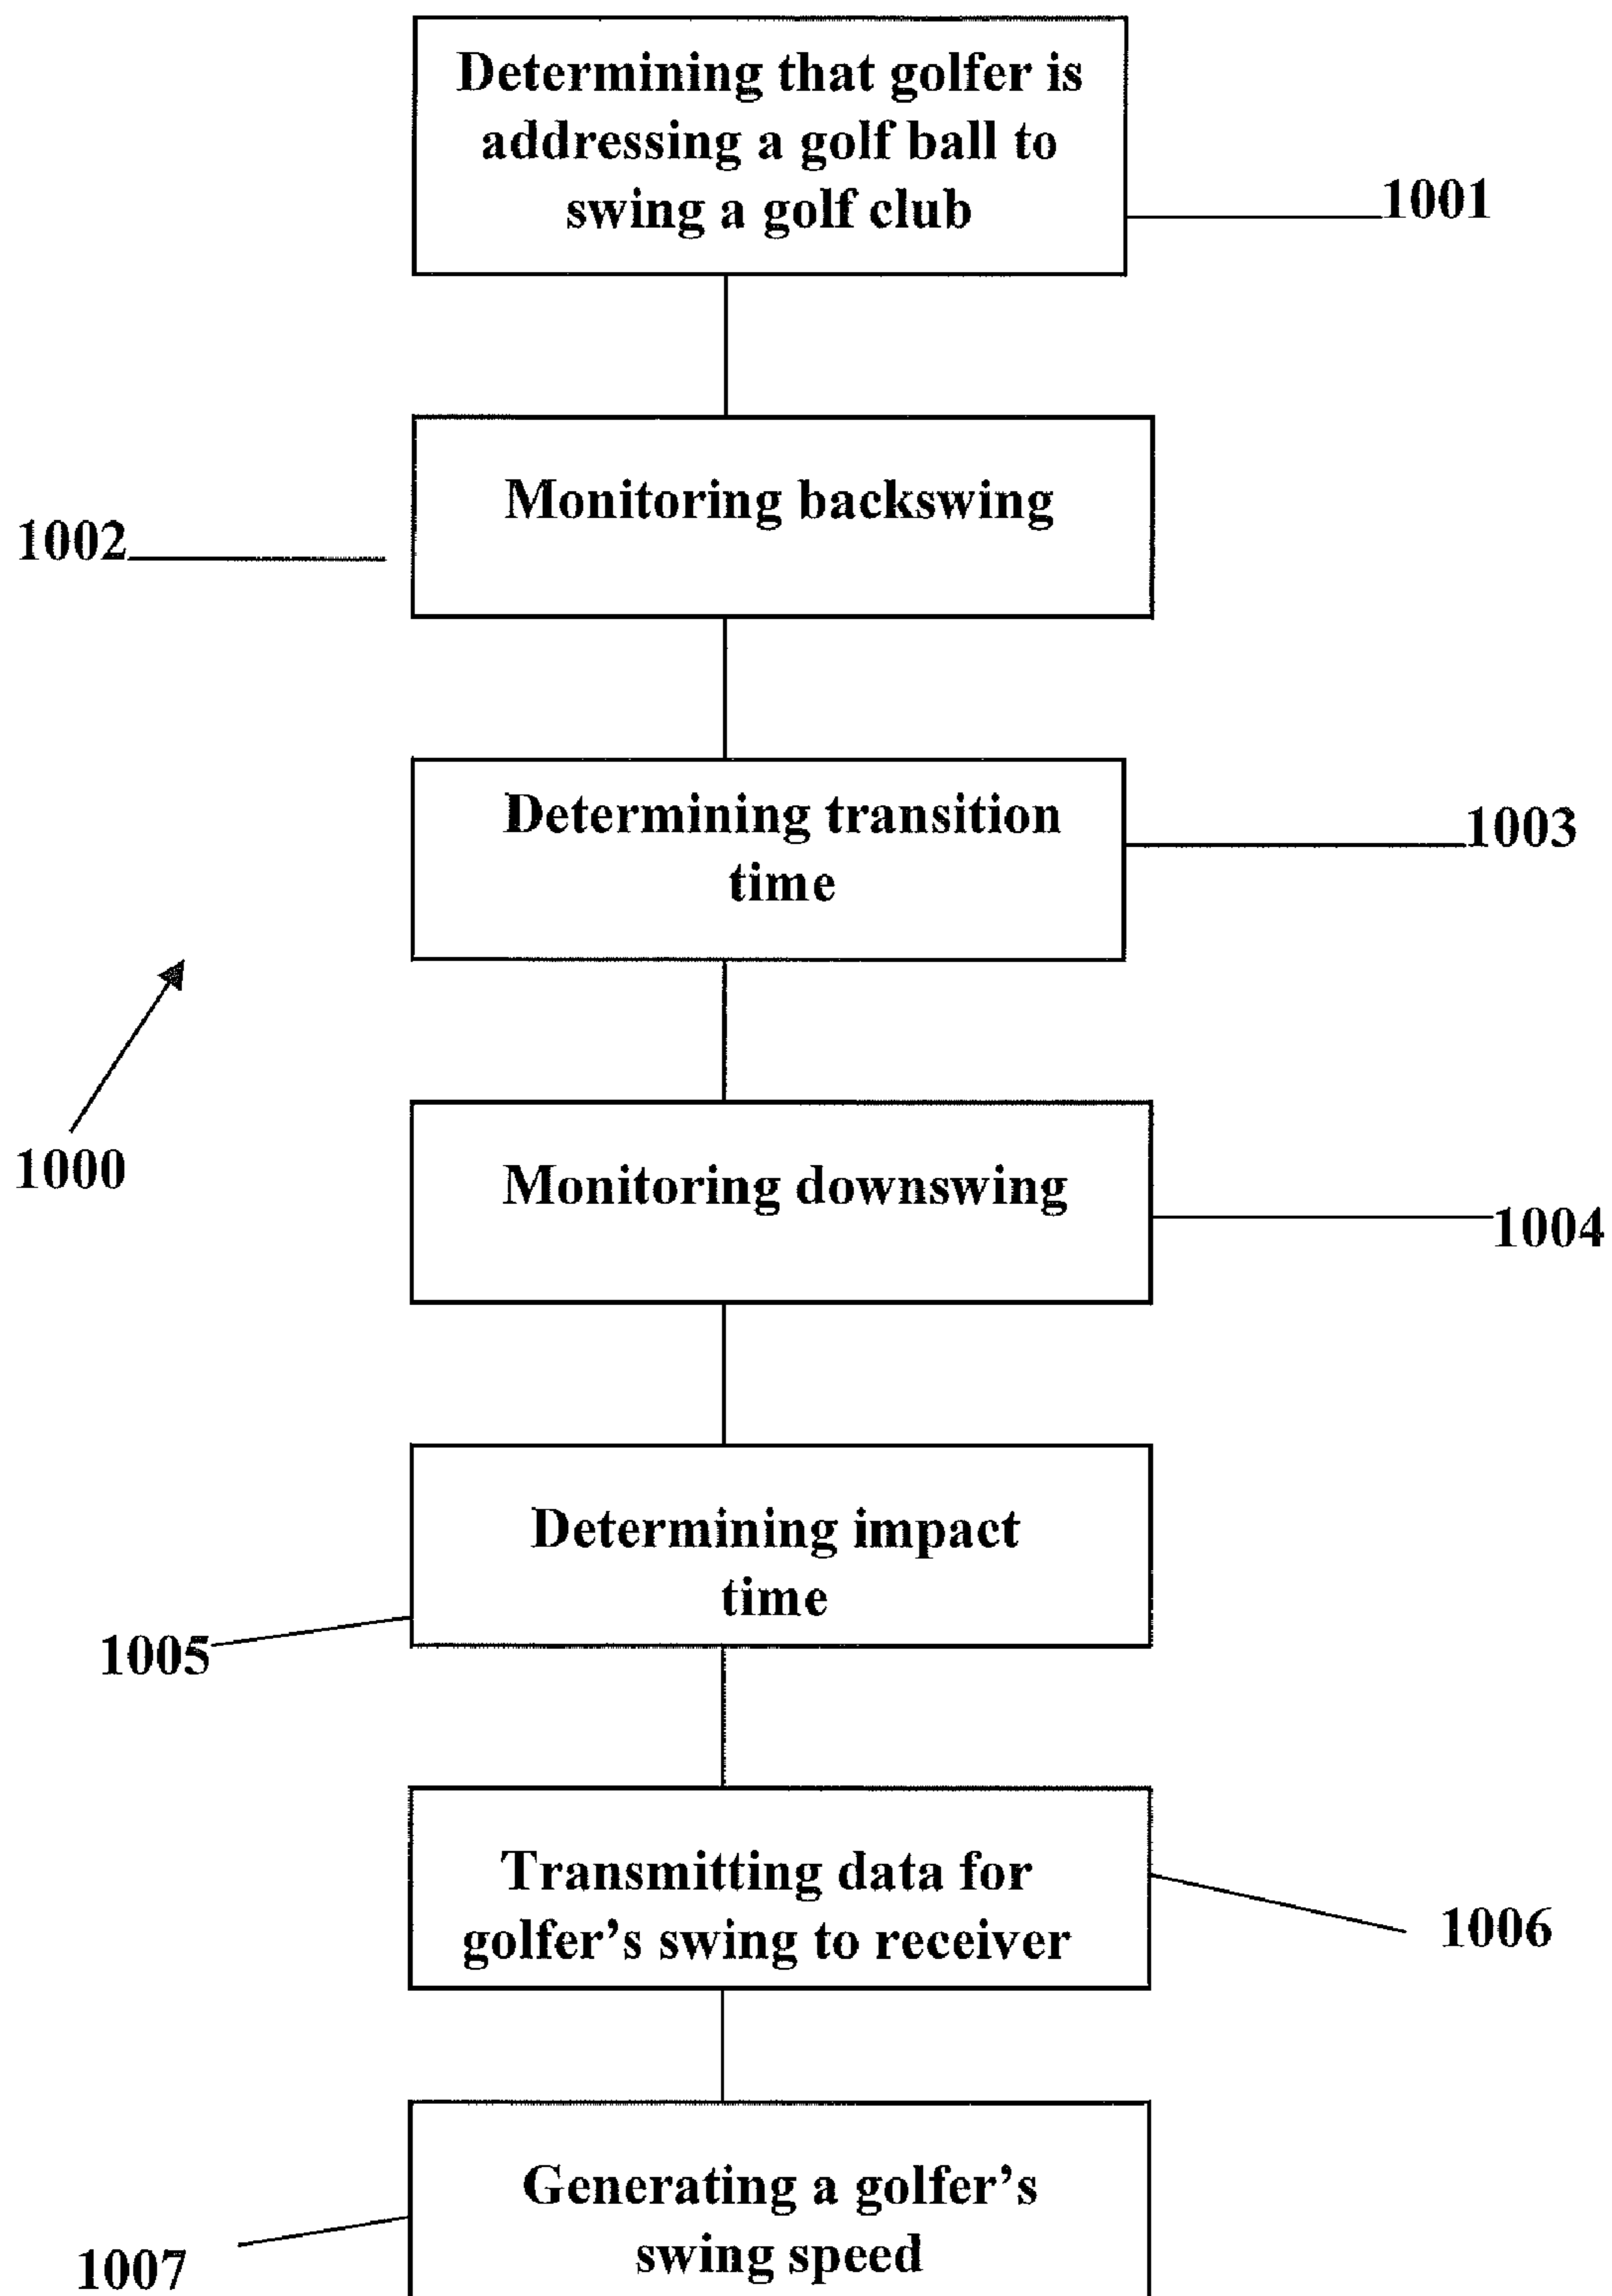 Determining that golfer is
addressing a golf ball to
swing a golf club
1001
Monitoring backswing
1002
Determining transition
time
1003
1000
Monitoring downswing
1004
Determining impact
time
1005
Transmitting data for
golfer's swing to receiver
1006
Generating a golfer's
swing speed
1007